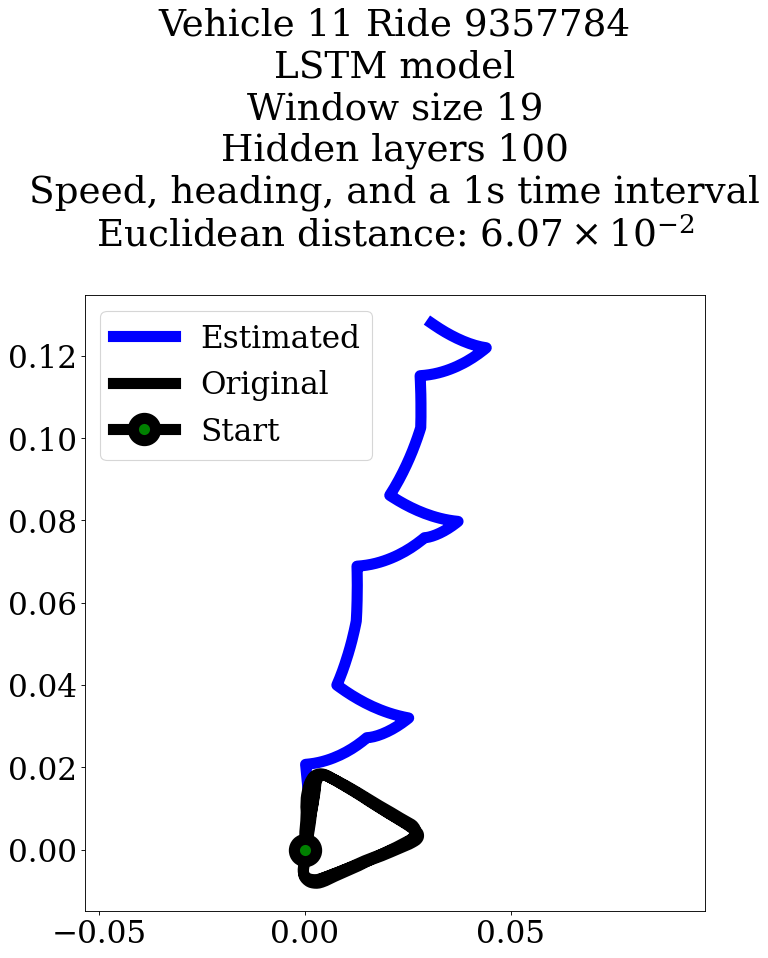 Vehicle 11 Ride 9357784
LSTM model
Window size 19
Hidden layers 100
Speed, heading, and a 1s time interval
Euclidean distance: 6.07 × 10⁻²
Estimated
Original
Start
0.12
0.10
0.08
0.06
0.04
0.02
0.00
−0.05 0.00 0.05